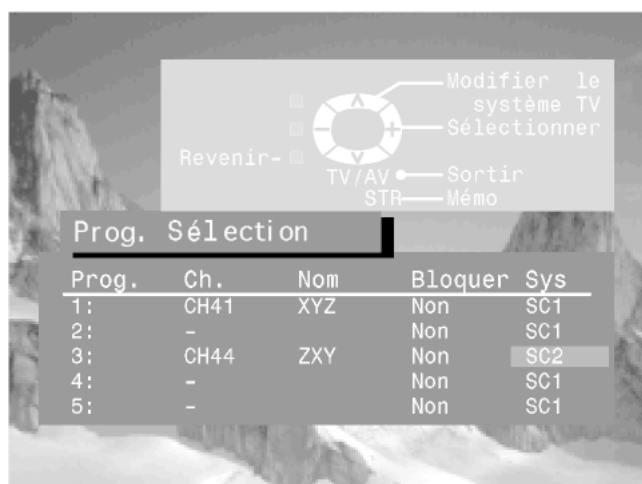 Modifier le
système TV
Sélectionner
Revenir-
TV/AV Sortir
STR Mémo
Prog. Sélection
Prog. Ch. Nom Bloquer Sys
1: CH41 XYZ Non SC1
2: - Non SC1
3: CH44 ZXY Non SC2
4: - Non SC1
5: - Non SC1